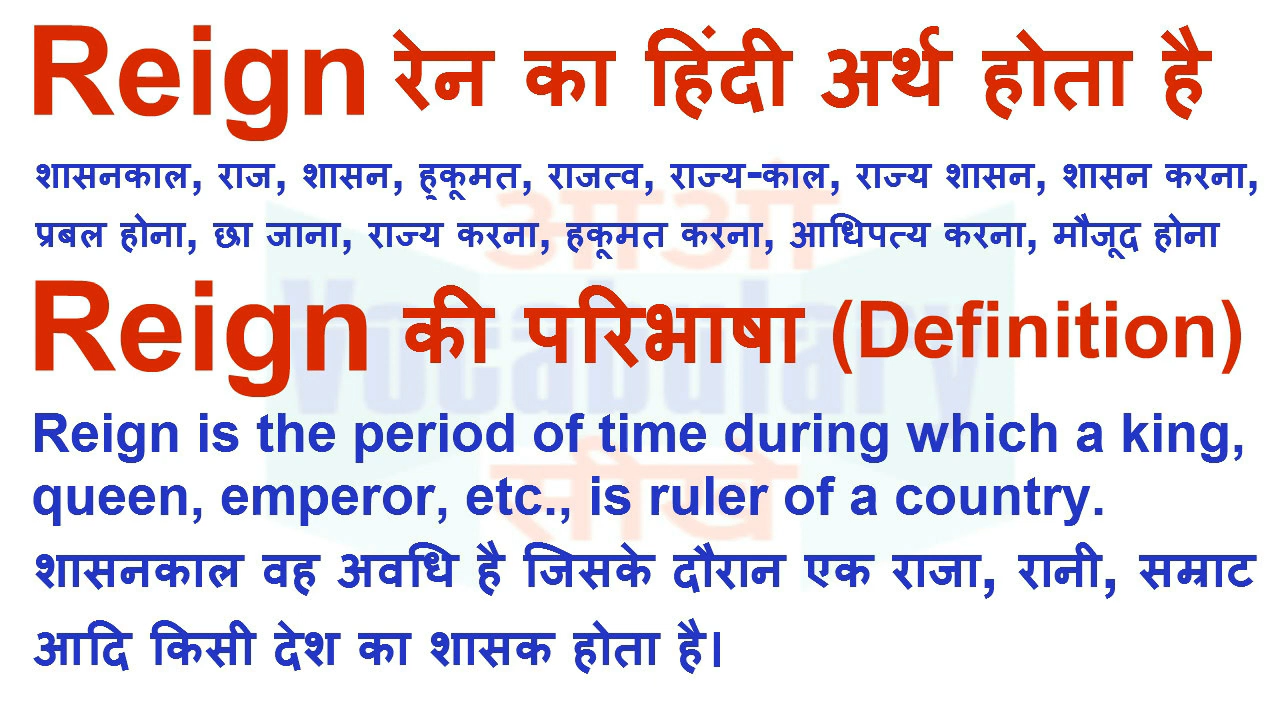 Reign रेन का हिंदी अर्थ होता है
शासनकाल, राज, शासन, हुकूमत, राजत्व, राज्य-काल, राज्य शासन, शासन करना,
प्रबल होना, छा जाना, राज्य करना, हकूमत करना, आधिपत्य करना, मौजूद होना
Reign की परिभाषा (Definition)
Reign is the period of time during which a king,
queen, emperor, etc., is ruler of a country.
शासनकाल वह अवधि है जिसके दौरान एक राजा, रानी, सम्राट
आदि किसी देश का शासक होता है।
आओ
Vocabulary
सीखे